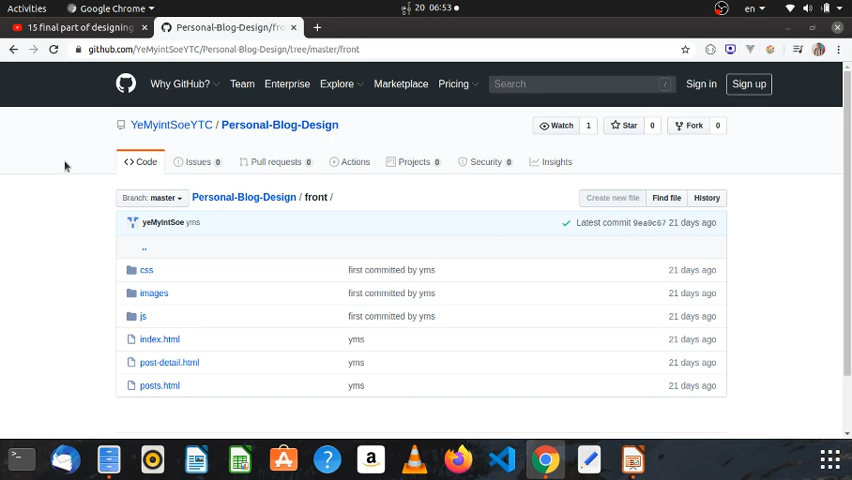 Activities Google Chrome 20 06:53 en
15 final part of designing Personal-Blog-Design/fro
github.com/YeMyintSoeYTC/Personal-Blog-Design/tree/master/front
Why GitHub? Team Enterprise Explore Marketplace Pricing Search / Sign in Sign up
YeMyintSoeYTC / Personal-Blog-Design Watch 1 Star 0 Fork 0
Code Issues 0 Pull requests 0 Actions Projects 0 Security 0 Insights
Branch: master Personal-Blog-Design / front / Create new file Find file History
yeMyintSoe yms Latest commit 9ea9c67 21 days ago
..
css first committed by yms 21 days ago
images first committed by yms 21 days ago
js first committed by yms 21 days ago
index.html yms 21 days ago
post-detail.html yms 21 days ago
posts.html yms 21 days ago